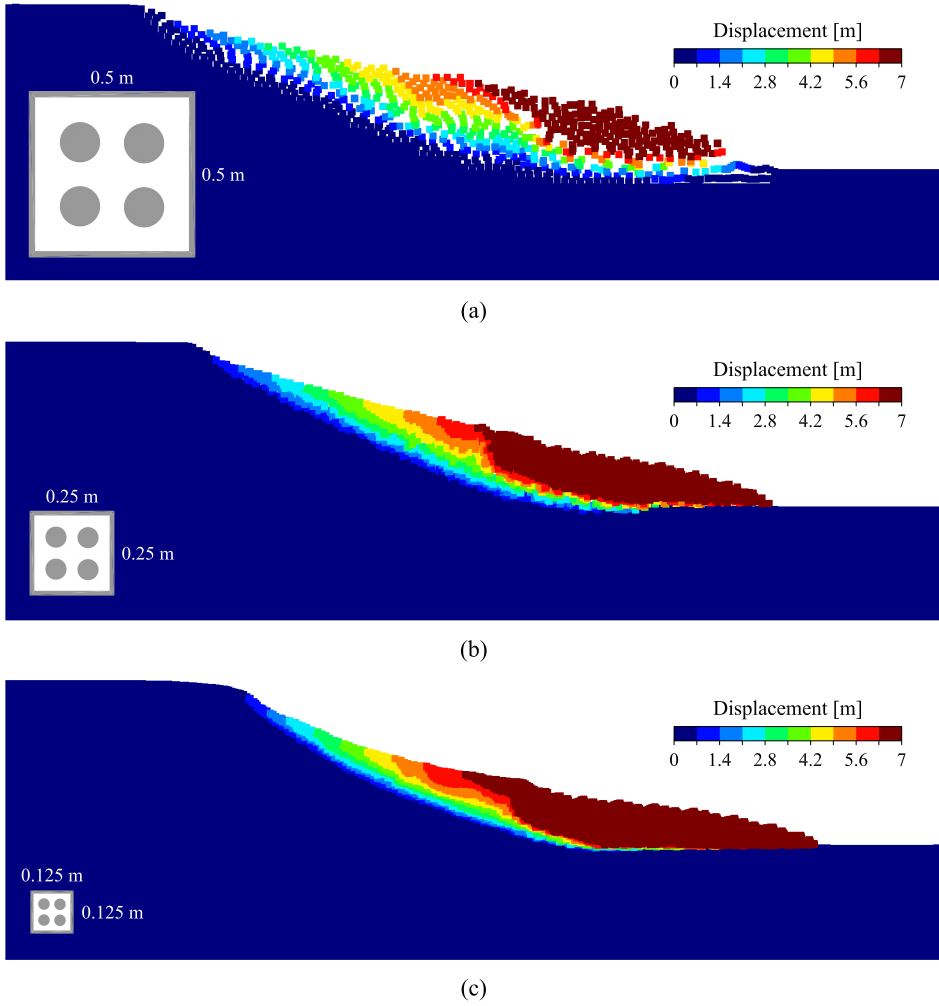 Displacement [m]
0 1.4 2.8 4.2 5.6 7
0.5 m
0.5 m
(a)
Displacement [m]
0 1.4 2.8 4.2 5.6 7
0.25 m
0.25 m
(b)
Displacement [m]
0 1.4 2.8 4.2 5.6 7
0.125 m
0.125 m
(c)